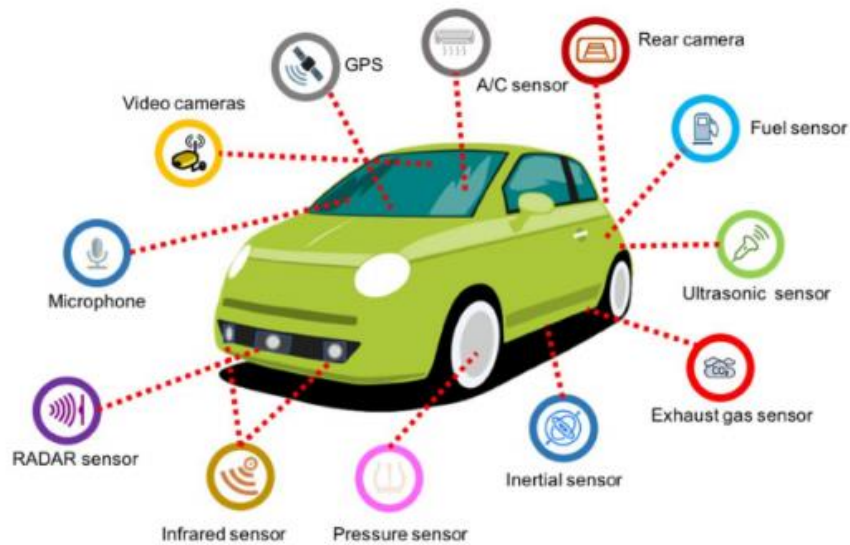 Rear camera
GPS
A/C sensor
Video cameras
Fuel sensor
Microphone
Ultrasonic sensor
CO₂
Exhaust gas sensor
RADAR sensor
Inertial sensor
Infrared sensor
Pressure sensor